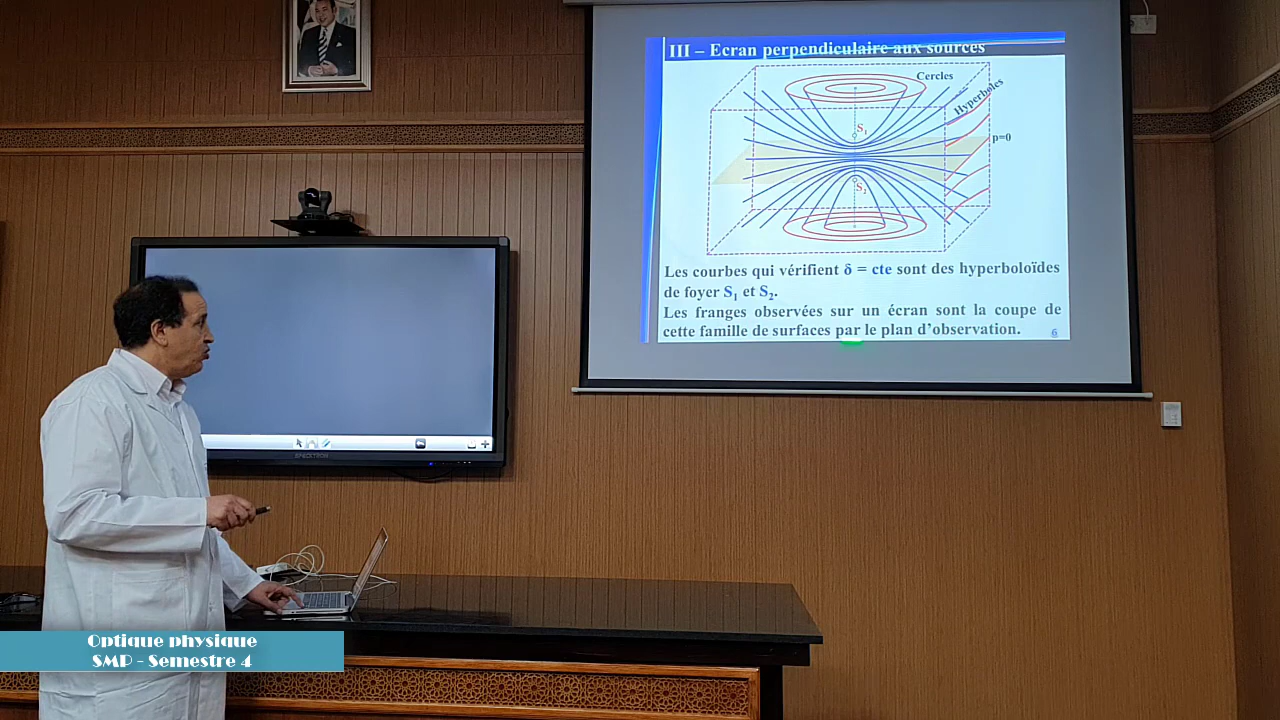 III – Ecran perpendiculaire aux sources
Cercles
Hyperboles
S1
p=0
S2
Les courbes qui vérifient δ = cte sont des hyperboloïdes
de foyer S1 et S2.
Les franges observées sur un écran sont la coupe de
cette famille de surfaces par le plan d'observation.
6
SPECKTRON
Optique physique
SMP - Semestre 4